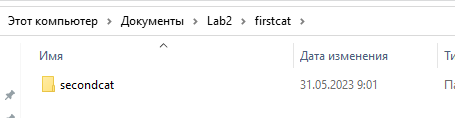 Этот компьютер > Документы > Lab2 > firstcat >
Имя Дата изменения Ти
secondcat 31.05.2023 9:01 Па